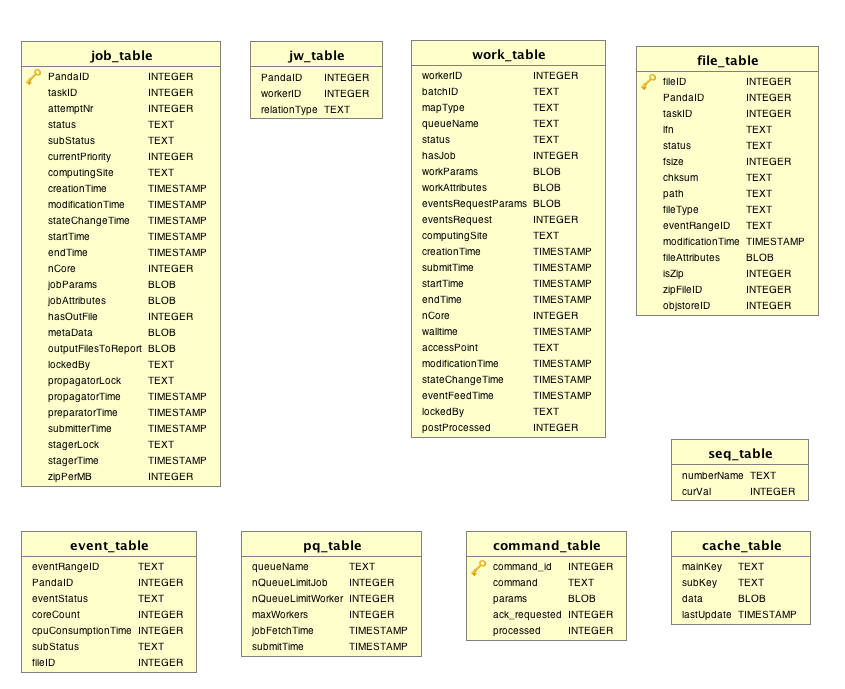 job_table
PandaID INTEGER
taskID INTEGER
attemptNr INTEGER
status TEXT
subStatus TEXT
currentPriority INTEGER
computingSite TEXT
creationTime TIMESTAMP
modificationTime TIMESTAMP
stateChangeTime TIMESTAMP
startTime TIMESTAMP
endTime TIMESTAMP
nCore INTEGER
jobParams BLOB
jobAttributes BLOB
hasOutFile INTEGER
metaData BLOB
outputFilesToReport BLOB
lockedBy TEXT
propagatorLock TEXT
propagatorTime TIMESTAMP
preparatorTime TIMESTAMP
submitterTime TIMESTAMP
stagerLock TEXT
stagerTime TIMESTAMP
zipPerMB INTEGER
jw_table
PandaID INTEGER
workerID INTEGER
relationType TEXT
work_table
workerID INTEGER
batchID TEXT
mapType TEXT
queueName TEXT
status TEXT
hasJob INTEGER
workParams BLOB
workAttributes BLOB
eventsRequestParams BLOB
eventsRequest INTEGER
computingSite TEXT
creationTime TIMESTAMP
submitTime TIMESTAMP
startTime TIMESTAMP
endTime TIMESTAMP
nCore INTEGER
walltime TIMESTAMP
accessPoint TEXT
modificationTime TIMESTAMP
stateChangeTime TIMESTAMP
eventFeedTime TIMESTAMP
lockedBy TEXT
postProcessed INTEGER
file_table
fileID INTEGER
PandaID INTEGER
taskID INTEGER
lfn TEXT
status TEXT
fsize INTEGER
chksum TEXT
path TEXT
fileType TEXT
eventRangeID TEXT
modificationTime TIMESTAMP
fileAttributes BLOB
isZip INTEGER
zipFileID INTEGER
objstoreID INTEGER
seq_table
numberName TEXT
curVal INTEGER
event_table
eventRangeID TEXT
PandaID INTEGER
eventStatus TEXT
coreCount INTEGER
cpuConsumptionTime INTEGER
subStatus TEXT
fileID INTEGER
pq_table
queueName TEXT
nQueueLimitJob INTEGER
nQueueLimitWorker INTEGER
maxWorkers INTEGER
jobFetchTime TIMESTAMP
submitTime TIMESTAMP
command_table
command_id INTEGER
command TEXT
params BLOB
ack_requested INTEGER
processed INTEGER
cache_table
mainKey TEXT
subKey TEXT
data BLOB
lastUpdate TIMESTAMP